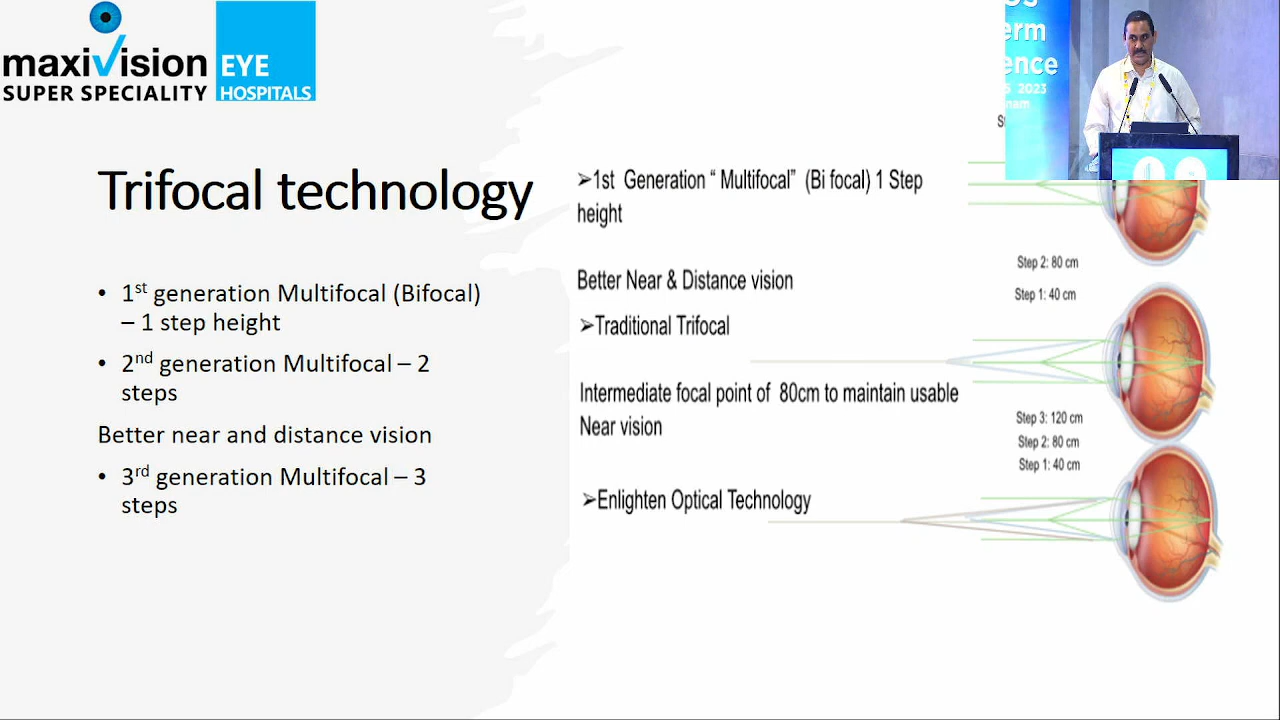 maxivision
SUPER SPECIALITY
EYE
HOSPITALS
Trifocal technology
• 1st generation Multifocal (Bifocal)
– 1 step height
• 2nd generation Multifocal – 2
steps
Better near and distance vision
• 3rd generation Multifocal – 3
steps
➢1st Generation “ Multifocal” (Bi focal) 1 Step
height
Better Near & Distance vision
➢Traditional Trifocal
Intermediate focal point of 80cm to maintain usable
Near vision
➢Enlighten Optical Technology
Step 2: 80 cm
Step 1: 40 cm
Step 3: 120 cm
Step 2: 80 cm
Step 1: 40 cm
erm
ence
2023
nam